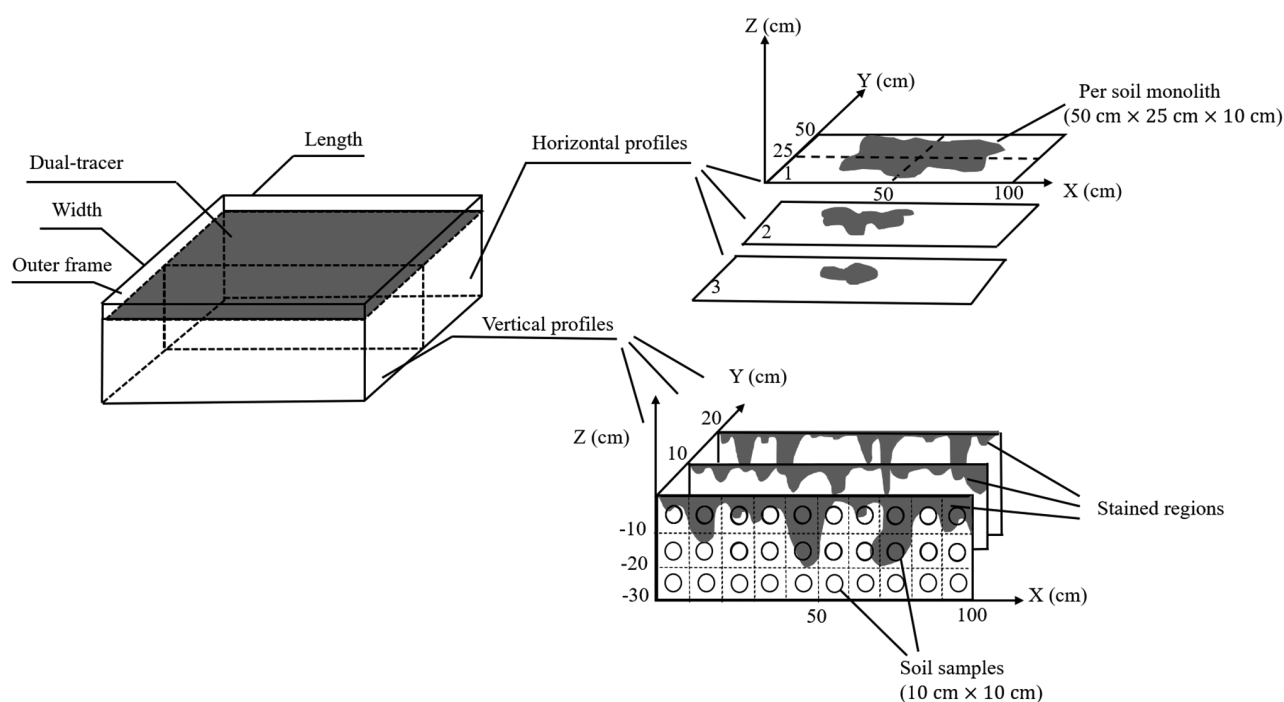 Z (cm)
Y (cm)
Per soil monolith
(50 cm × 25 cm × 10 cm)
50
25
1
50
100
X (cm)
2
3
Length
Horizontal profiles
Dual-tracer
Width
Outer frame
Vertical profiles
Y (cm)
20
Z (cm)
10
Stained regions
-10
-20
-30
50
100
X (cm)
Soil samples
(10 cm × 10 cm)